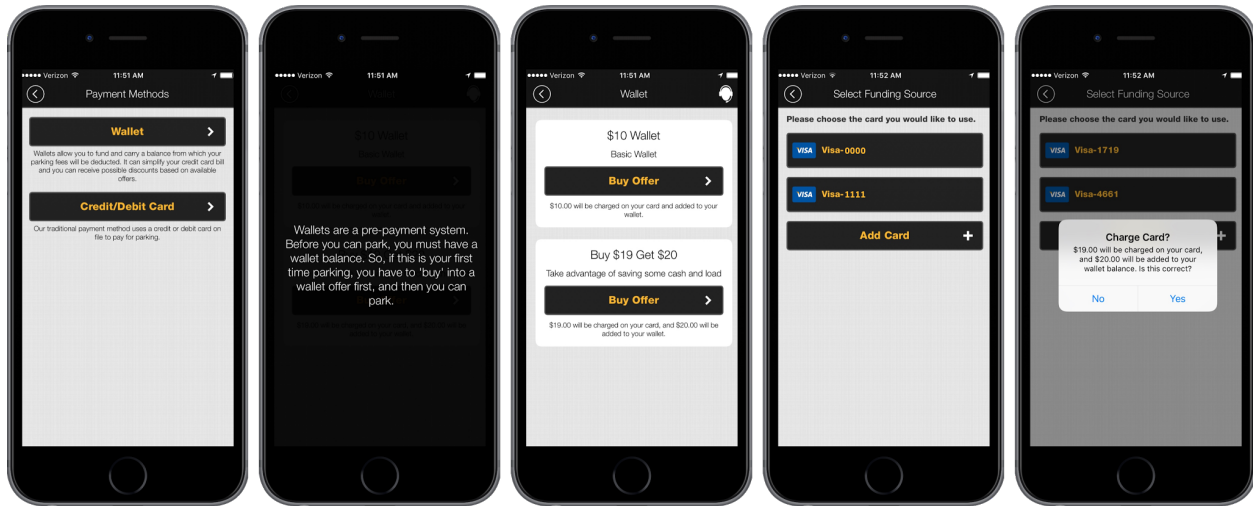 Verizon 11:51 AM
Payment Methods
Wallet
Wallets allow you to fund and carry a balance from which your
parking fees will be deducted. It can simplify your credit card bill
and you can receive possible discounts based on available
offers.
Credit/Debit Card
Our traditional payment method uses a credit or debit card on
file to pay for parking.
Verizon 11:51 AM
Wallet
$10 Wallet
Basic Wallet
Buy Offer
Wallets are a pre-payment system.
Before you can park, you must have a
wallet balance. So, if this is your first
time parking, you have to 'buy' into a
wallet offer first, and then you can
park.
Verizon 11:51 AM
Wallet
$10 Wallet
Basic Wallet
Buy Offer
$10.00 will be charged on your card and added to your
wallet.
Buy $19 Get $20
Take advantage of saving some cash and load
Buy Offer
$19.00 will be charged on your card, and $20.00 will be
added to your wallet.
Verizon 11:52 AM
Select Funding Source
Please choose the card you would like to use.
VISA Visa-0000
VISA Visa-1111
Add Card +
Verizon 11:52 AM
Select Funding Source
Please choose the card you would like to use.
VISA Visa-1719
VISA Visa-4661
+
Charge Card?
$19.00 will be charged on your card,
and $20.00 will be added to your
wallet balance. Is this correct?
No Yes